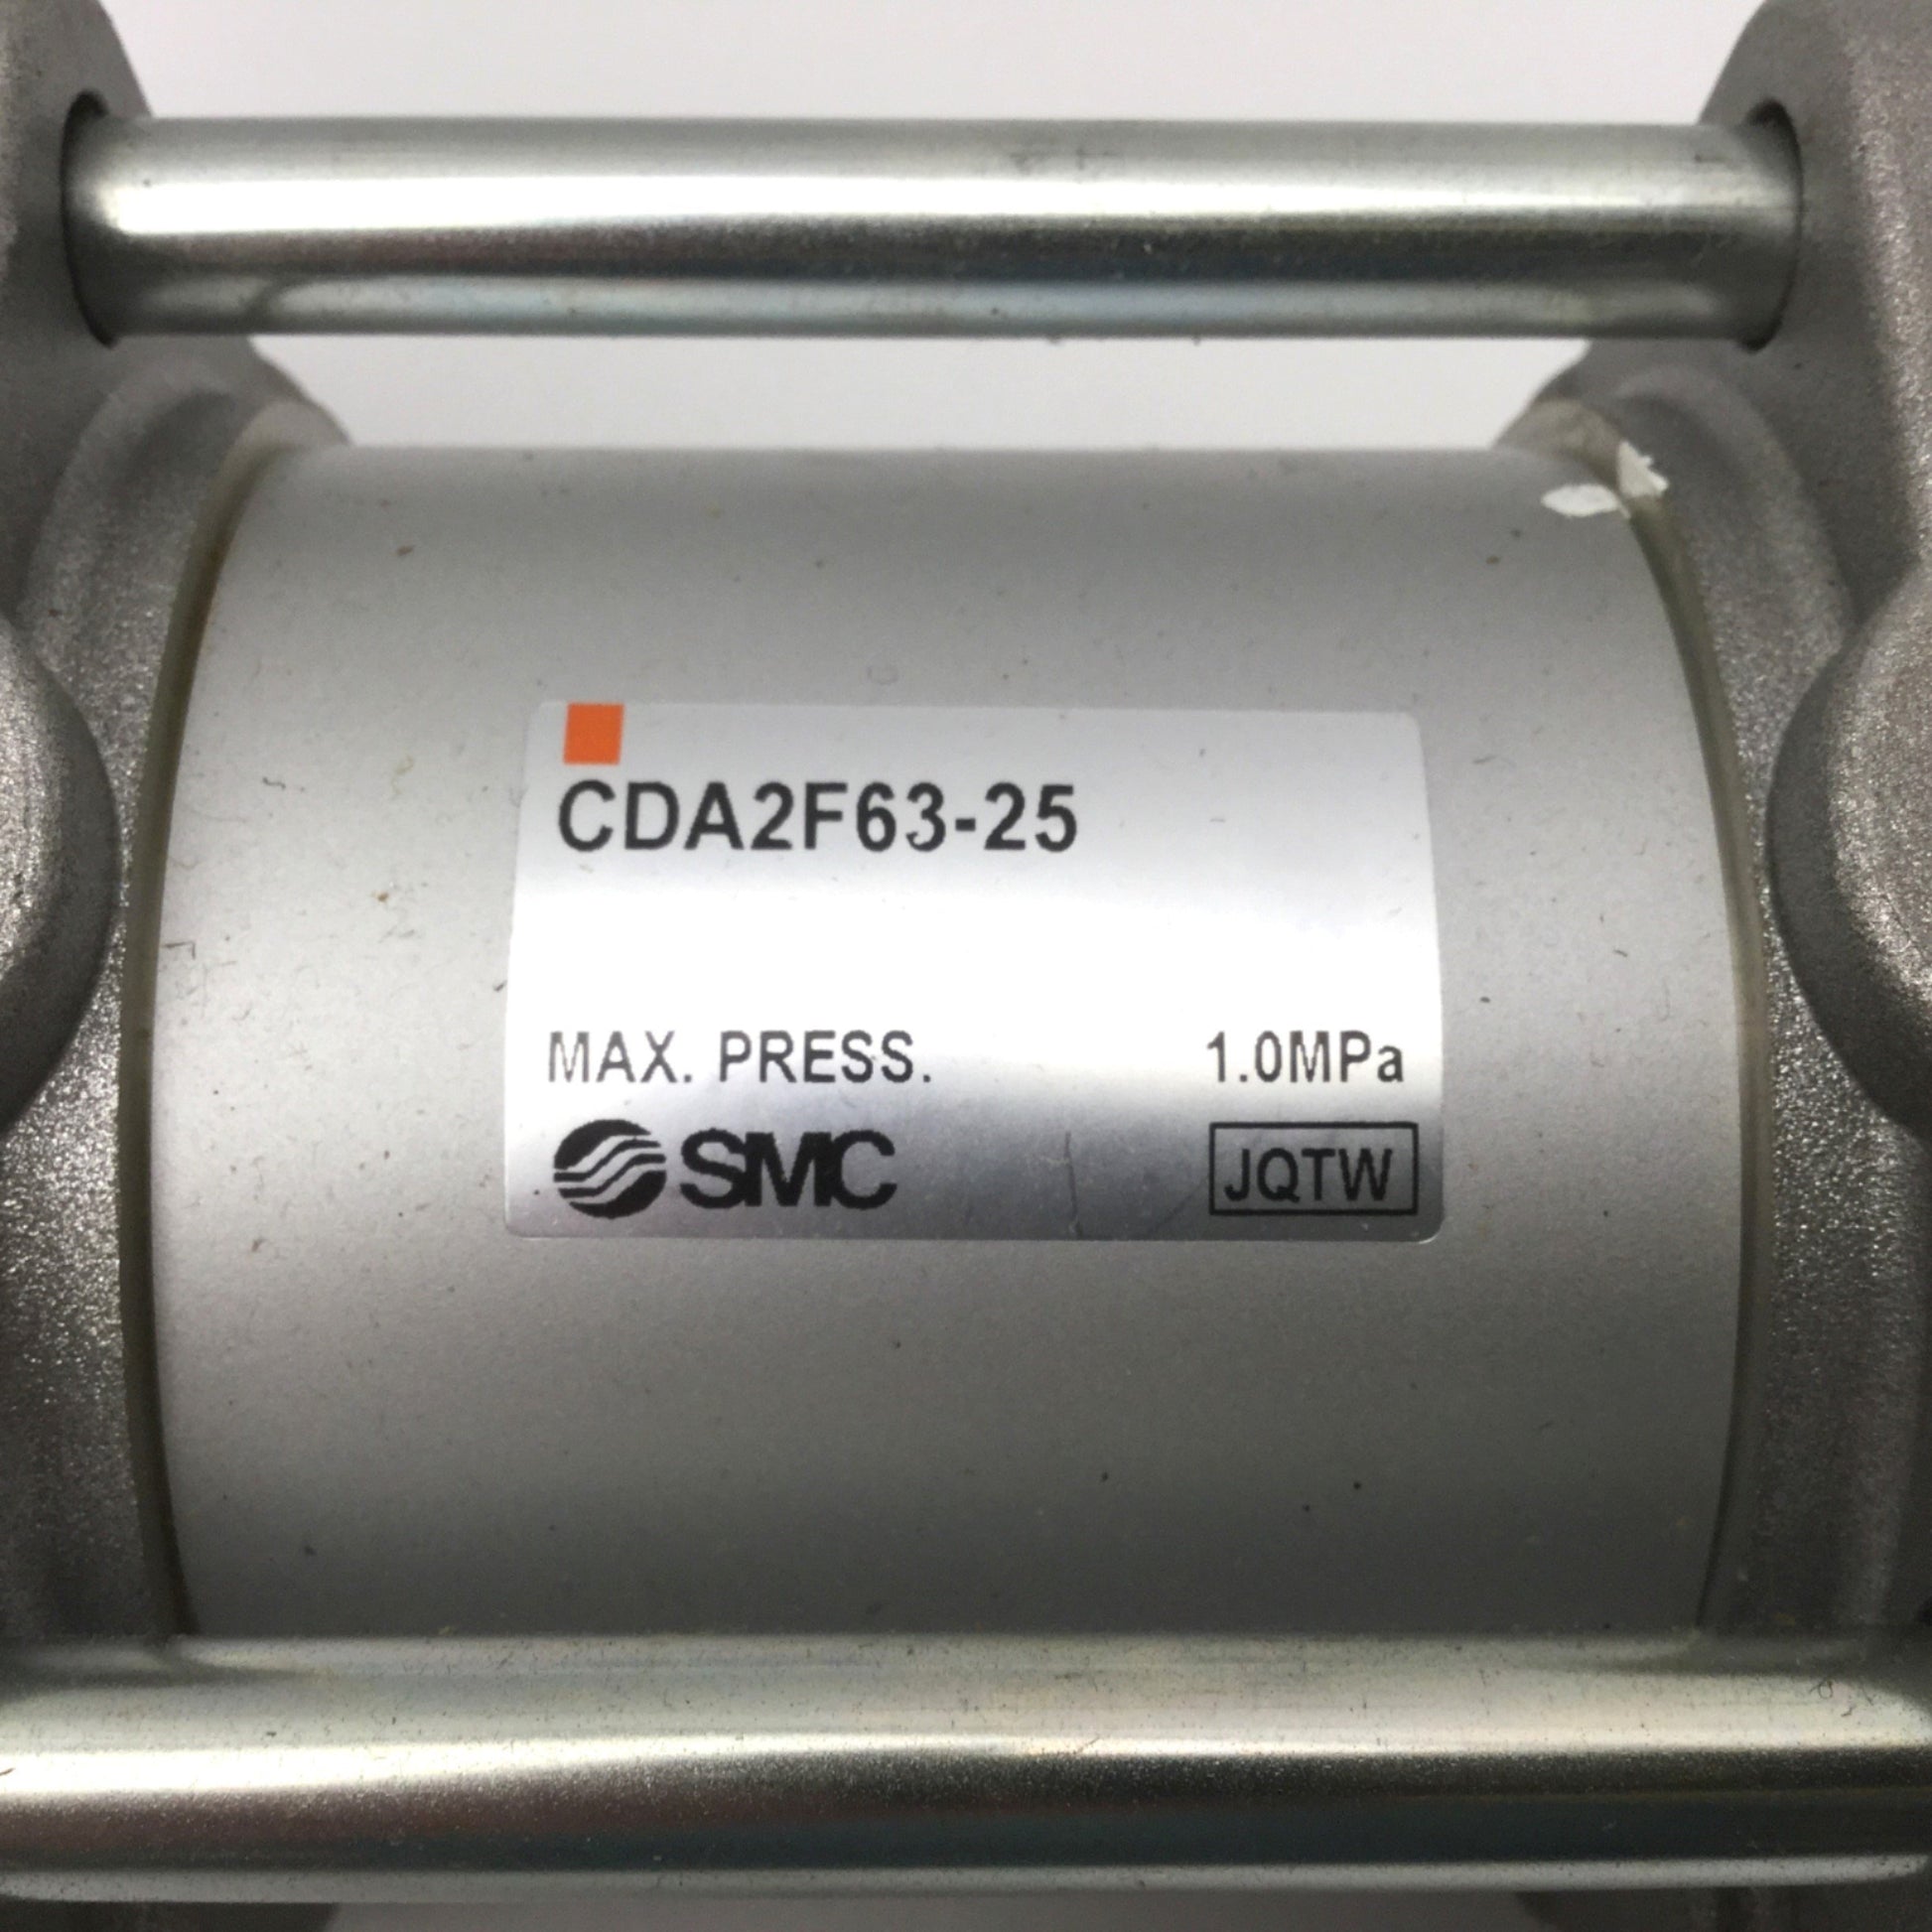 CDA2F63-25
MAX. PRESS. 1.0MPa
SMC JQTW